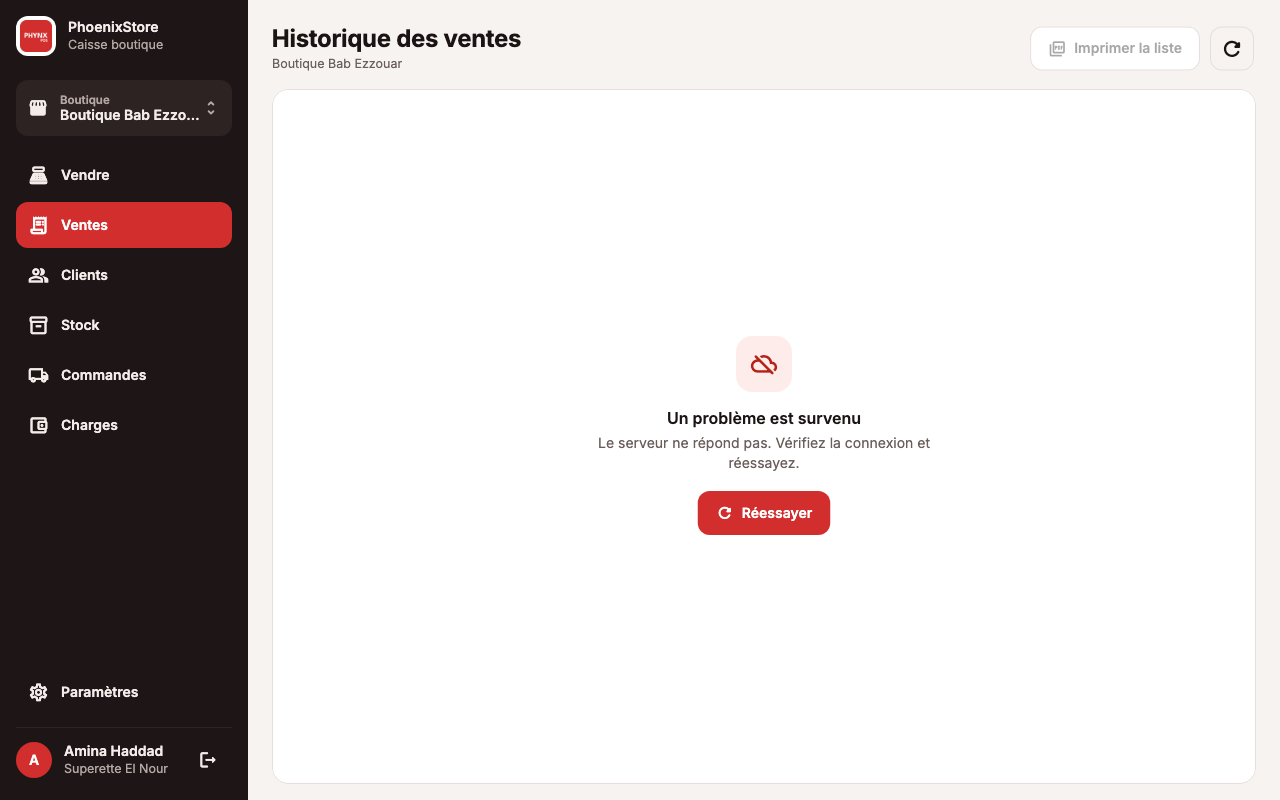 PHYNX
POS
PhoenixStore
Caisse boutique
Boutique
Boutique Bab Ezzo...
Vendre
Ventes
Clients
Stock
Commandes
Charges
Paramètres
A
Amina Haddad
Superette El Nour
Historique des ventes
Boutique Bab Ezzouar
Imprimer la liste
Un problème est survenu
Le serveur ne répond pas. Vérifiez la connexion et
réessayez.
Réessayer